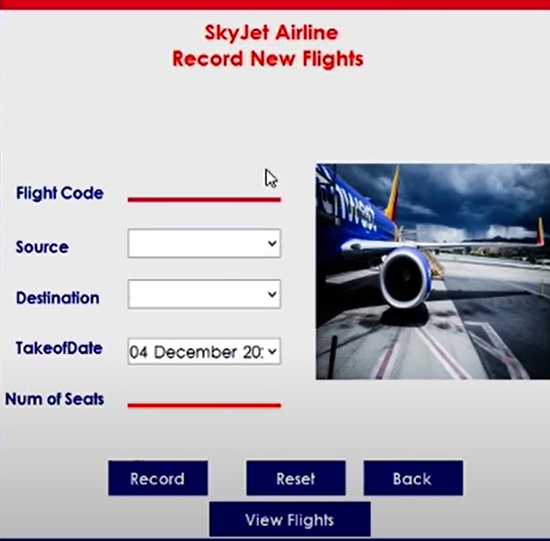 SkyJet Airline
Record New Flights
Flight Code
Source
Destination
TakeofDate
04 December
Num of Seats
Record
Reset
Back
View Flights